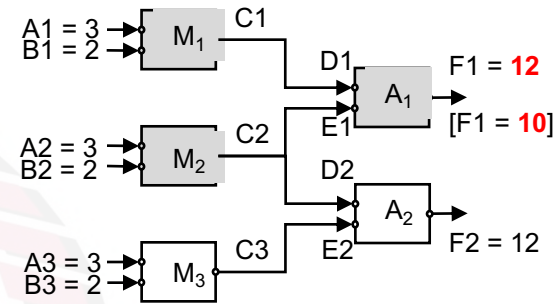 A1 = 3
B1 = 2
M1
C1
D1
E1
A1
F1 = 12
[F1 = 10]
A2 = 3
B2 = 2
M2
C2
D2
E2
A2
F2 = 12
A3 = 3
B3 = 2
M3
C3